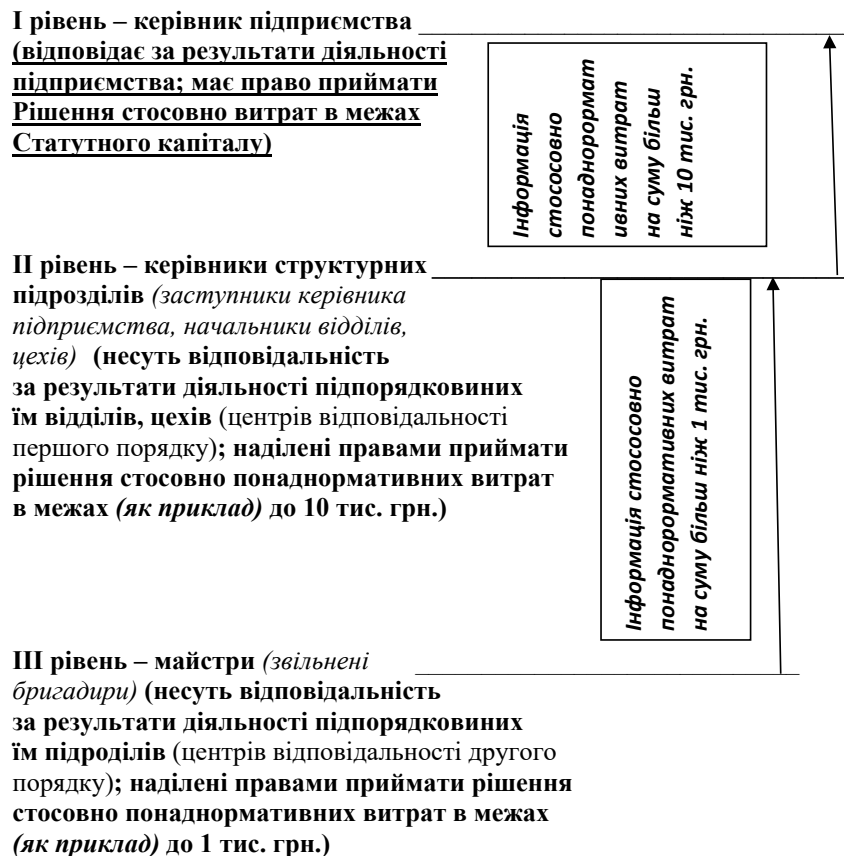 І рівень – керівник підприємства
(відповідає за результати діяльності
підприємства; має право приймати
Рішення стосовно витрат в межах
Статутного капіталу)
Інформація
стососовно
понаднорормат
ивних витрат
на суму більш
ніж 10 тис. грн.
ІІ рівень – керівники структурних
підрозділів (заступники керівника
підприємства, начальники відділів,
цехів) (несуть відповідальність
за результати діяльності підпорядковиних
їм відділів, цехів (центрів відповідальності
першого порядку); наділені правами приймати
рішення стосовно понаднормативних витрат
в межах (як приклад) до 10 тис. грн.)
Інформація стососовно
понаднорормативних витрат
на суму більш ніж 1 тис. грн.
ІІІ рівень – майстри (звільнені
бригадири) (несуть відповідальність
за результати діяльності підпорядковиних
їм підроділів (центрів відповідальності другого
порядку); наділені правами приймати рішення
стосовно понаднормативних витрат в межах
(як приклад) до 1 тис. грн.)